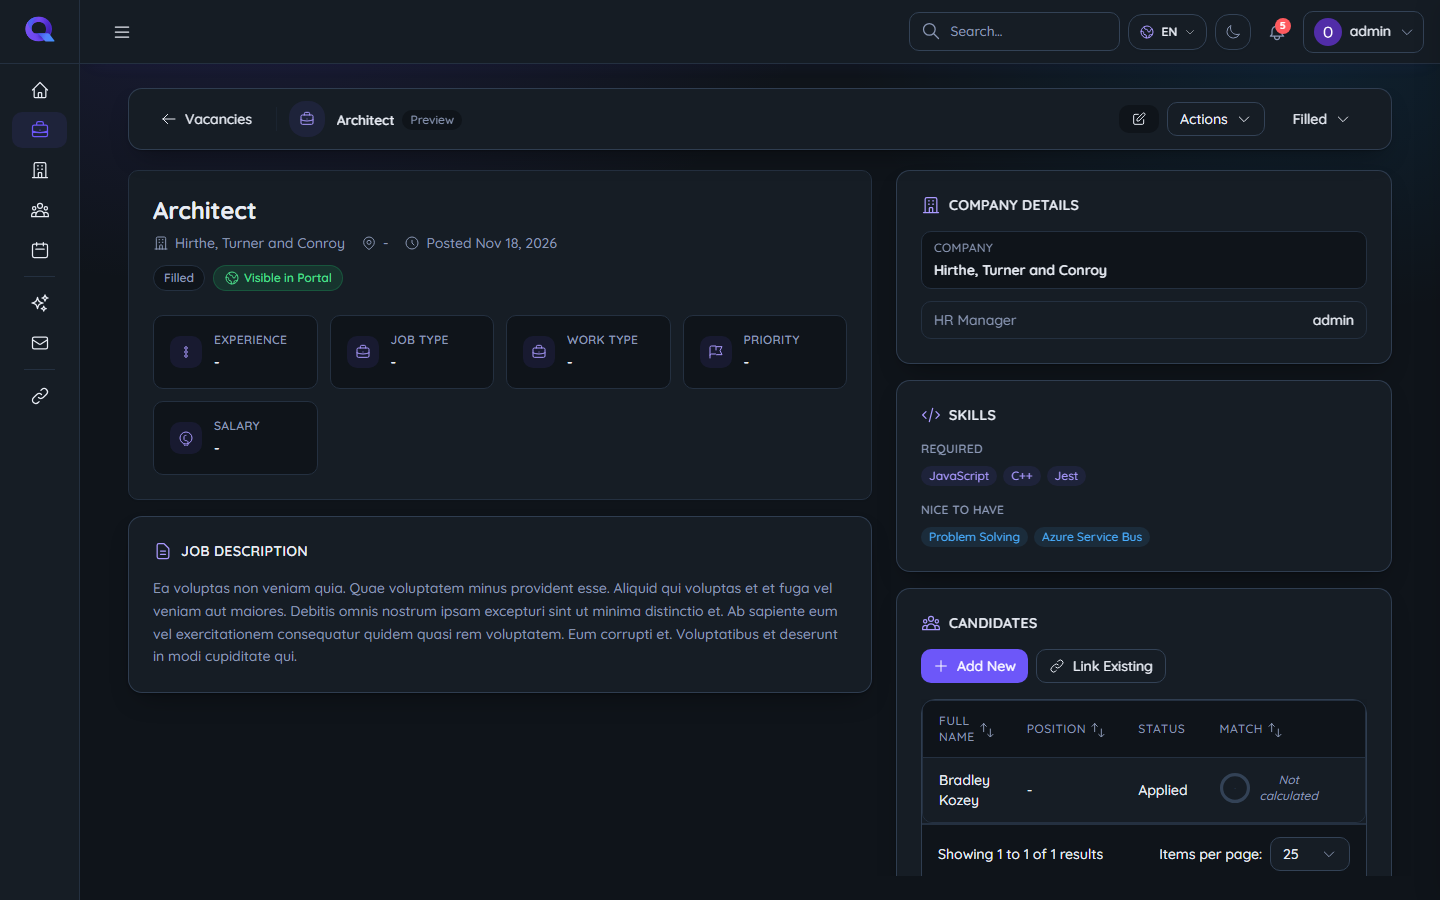 Search...
EN
5
O
admin
Vacancies
Architect
Preview
Actions
Filled
Architect
Hirthe, Turner and Conroy
-
Posted Nov 18, 2026
Filled
Visible in Portal
EXPERIENCE
-
JOB TYPE
-
WORK TYPE
-
PRIORITY
-
SALARY
-
JOB DESCRIPTION
Ea voluptas non veniam quia. Quae voluptatem minus provident esse. Aliquid qui voluptas et et fuga vel
veniam aut maiores. Debitis omnis nostrum ipsam excepturi sint ut minima distinctio et. Ab sapiente eum
vel exercitationem consequatur quidem quasi rem voluptatem. Eum corrupti et. Voluptatibus et deserunt
in modi cupiditate qui.
COMPANY DETAILS
COMPANY
Hirthe, Turner and Conroy
HR Manager
admin
SKILLS
REQUIRED
JavaScript
C++
Jest
NICE TO HAVE
Problem Solving
Azure Service Bus
CANDIDATES
Add New
Link Existing
FULL
NAME
POSITION
STATUS
MATCH
Bradley
Kozey
-
Applied
Not
calculated
Showing 1 to 1 of 1 results
Items per page:
25